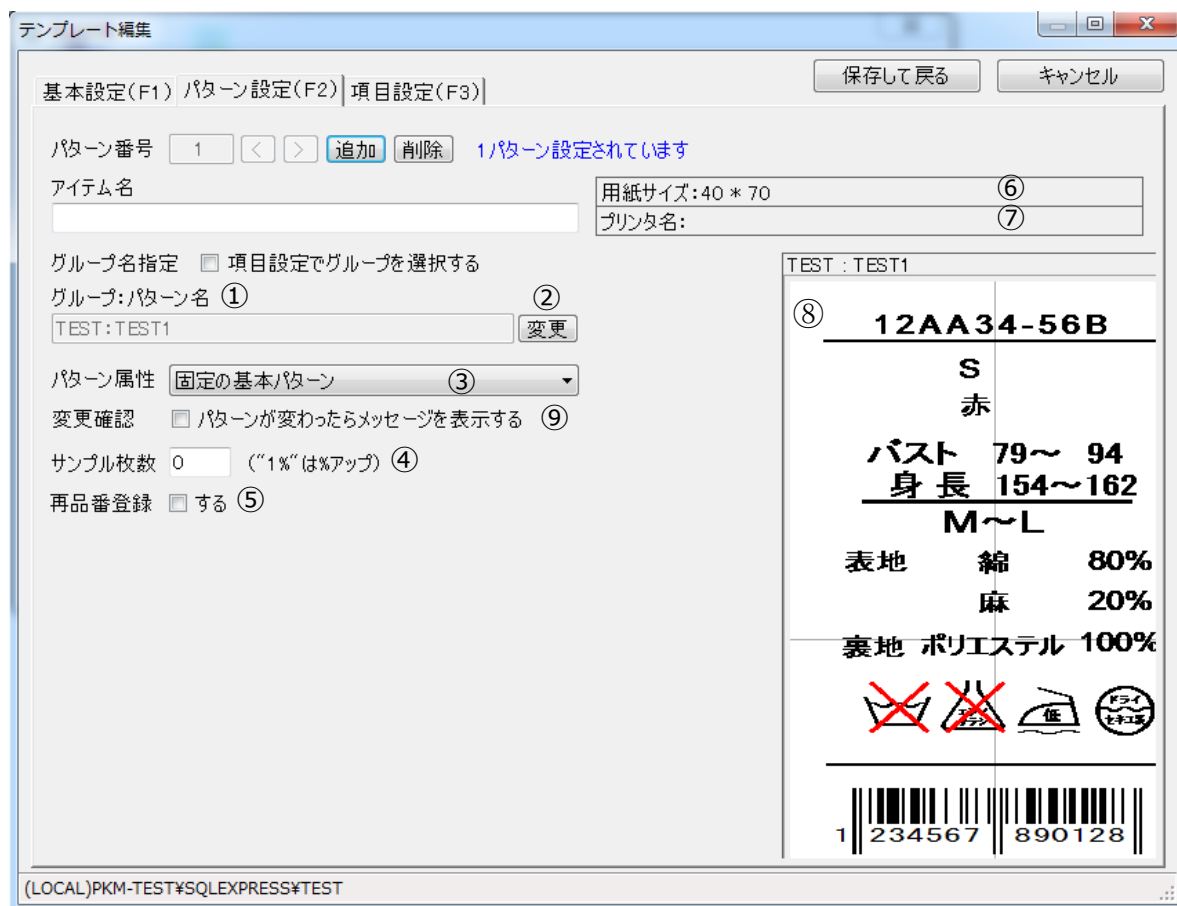 テンプレート編集
保存して戻る キャンセル
基本設定(F1) パターン設定(F2) 項目設定(F3)
パターン番号 1 < > 追加 削除 1パターン設定されています
アイテム名
用紙サイズ:40 * 70 ⑥
プリンタ名: ⑦
グループ名指定 項目設定でグループを選択する
グループ:パターン名 ①
TEST:TEST1 変更 ②
パターン属性 固定の基本パターン ③
変更確認 パターンが変わったらメッセージを表示する ⑨
サンプル枚数 0 ("1%"は%アップ) ④
再品番登録 する ⑤
TEST : TEST1
⑧ 12AA34-56B
S
赤
バスト 79～ 94
身 長 154～162
M～L
表地 綿 80%
麻 20%
裏地 ポリエステル 100%
低 ドライ
セキユ系
1 234567 890128
(LOCAL)PKM-TEST¥SQLEXPRESS¥TEST